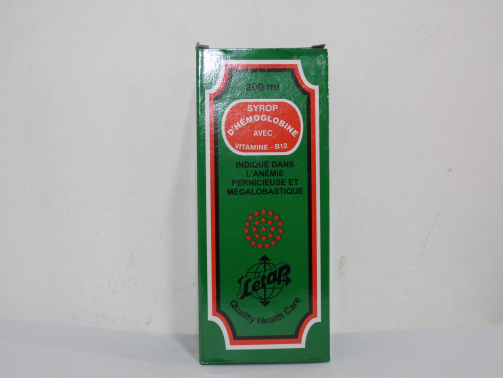 200 ml
SYROP
D'HÉMOGLOBINE
AVEC
VITAMINE - B12
INDIQUÉ DANS
L'ANÉMIE
PERNICIEUSE ET
MÉGALOBASTIQUE
Letap
Quality Health Care